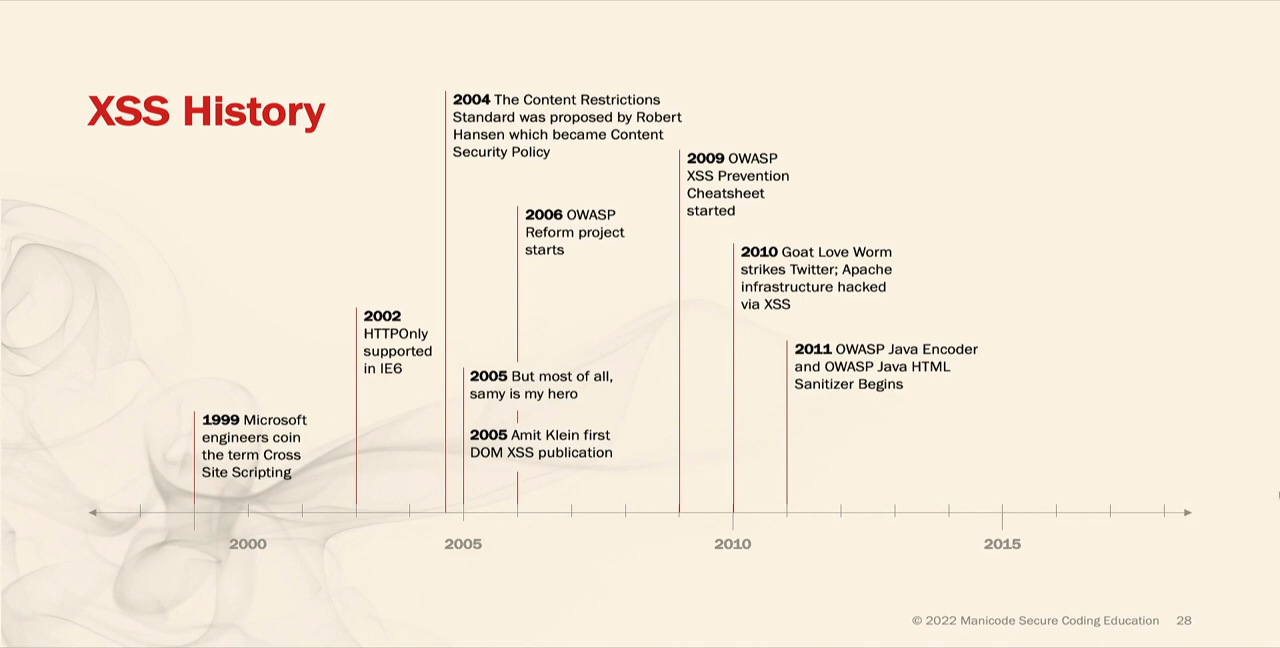 XSS History
1999 Microsoft
engineers coin
the term Cross
Site Scripting
2002
HTTPOnly
supported
in IE6
2004 The Content Restrictions
Standard was proposed by Robert
Hansen which became Content
Security Policy
2005 But most of all,
samy is my hero
2005 Amit Klein first
DOM XSS publication
2006 OWASP
Reform project
starts
2009 OWASP
XSS Prevention
Cheatsheet
started
2010 Goat Love Worm
strikes Twitter; Apache
infrastructure hacked
via XSS
2011 OWASP Java Encoder
and OWASP Java HTML
Sanitizer Begins
2000
2005
2010
2015
© 2022 Manicode Secure Coding Education 28